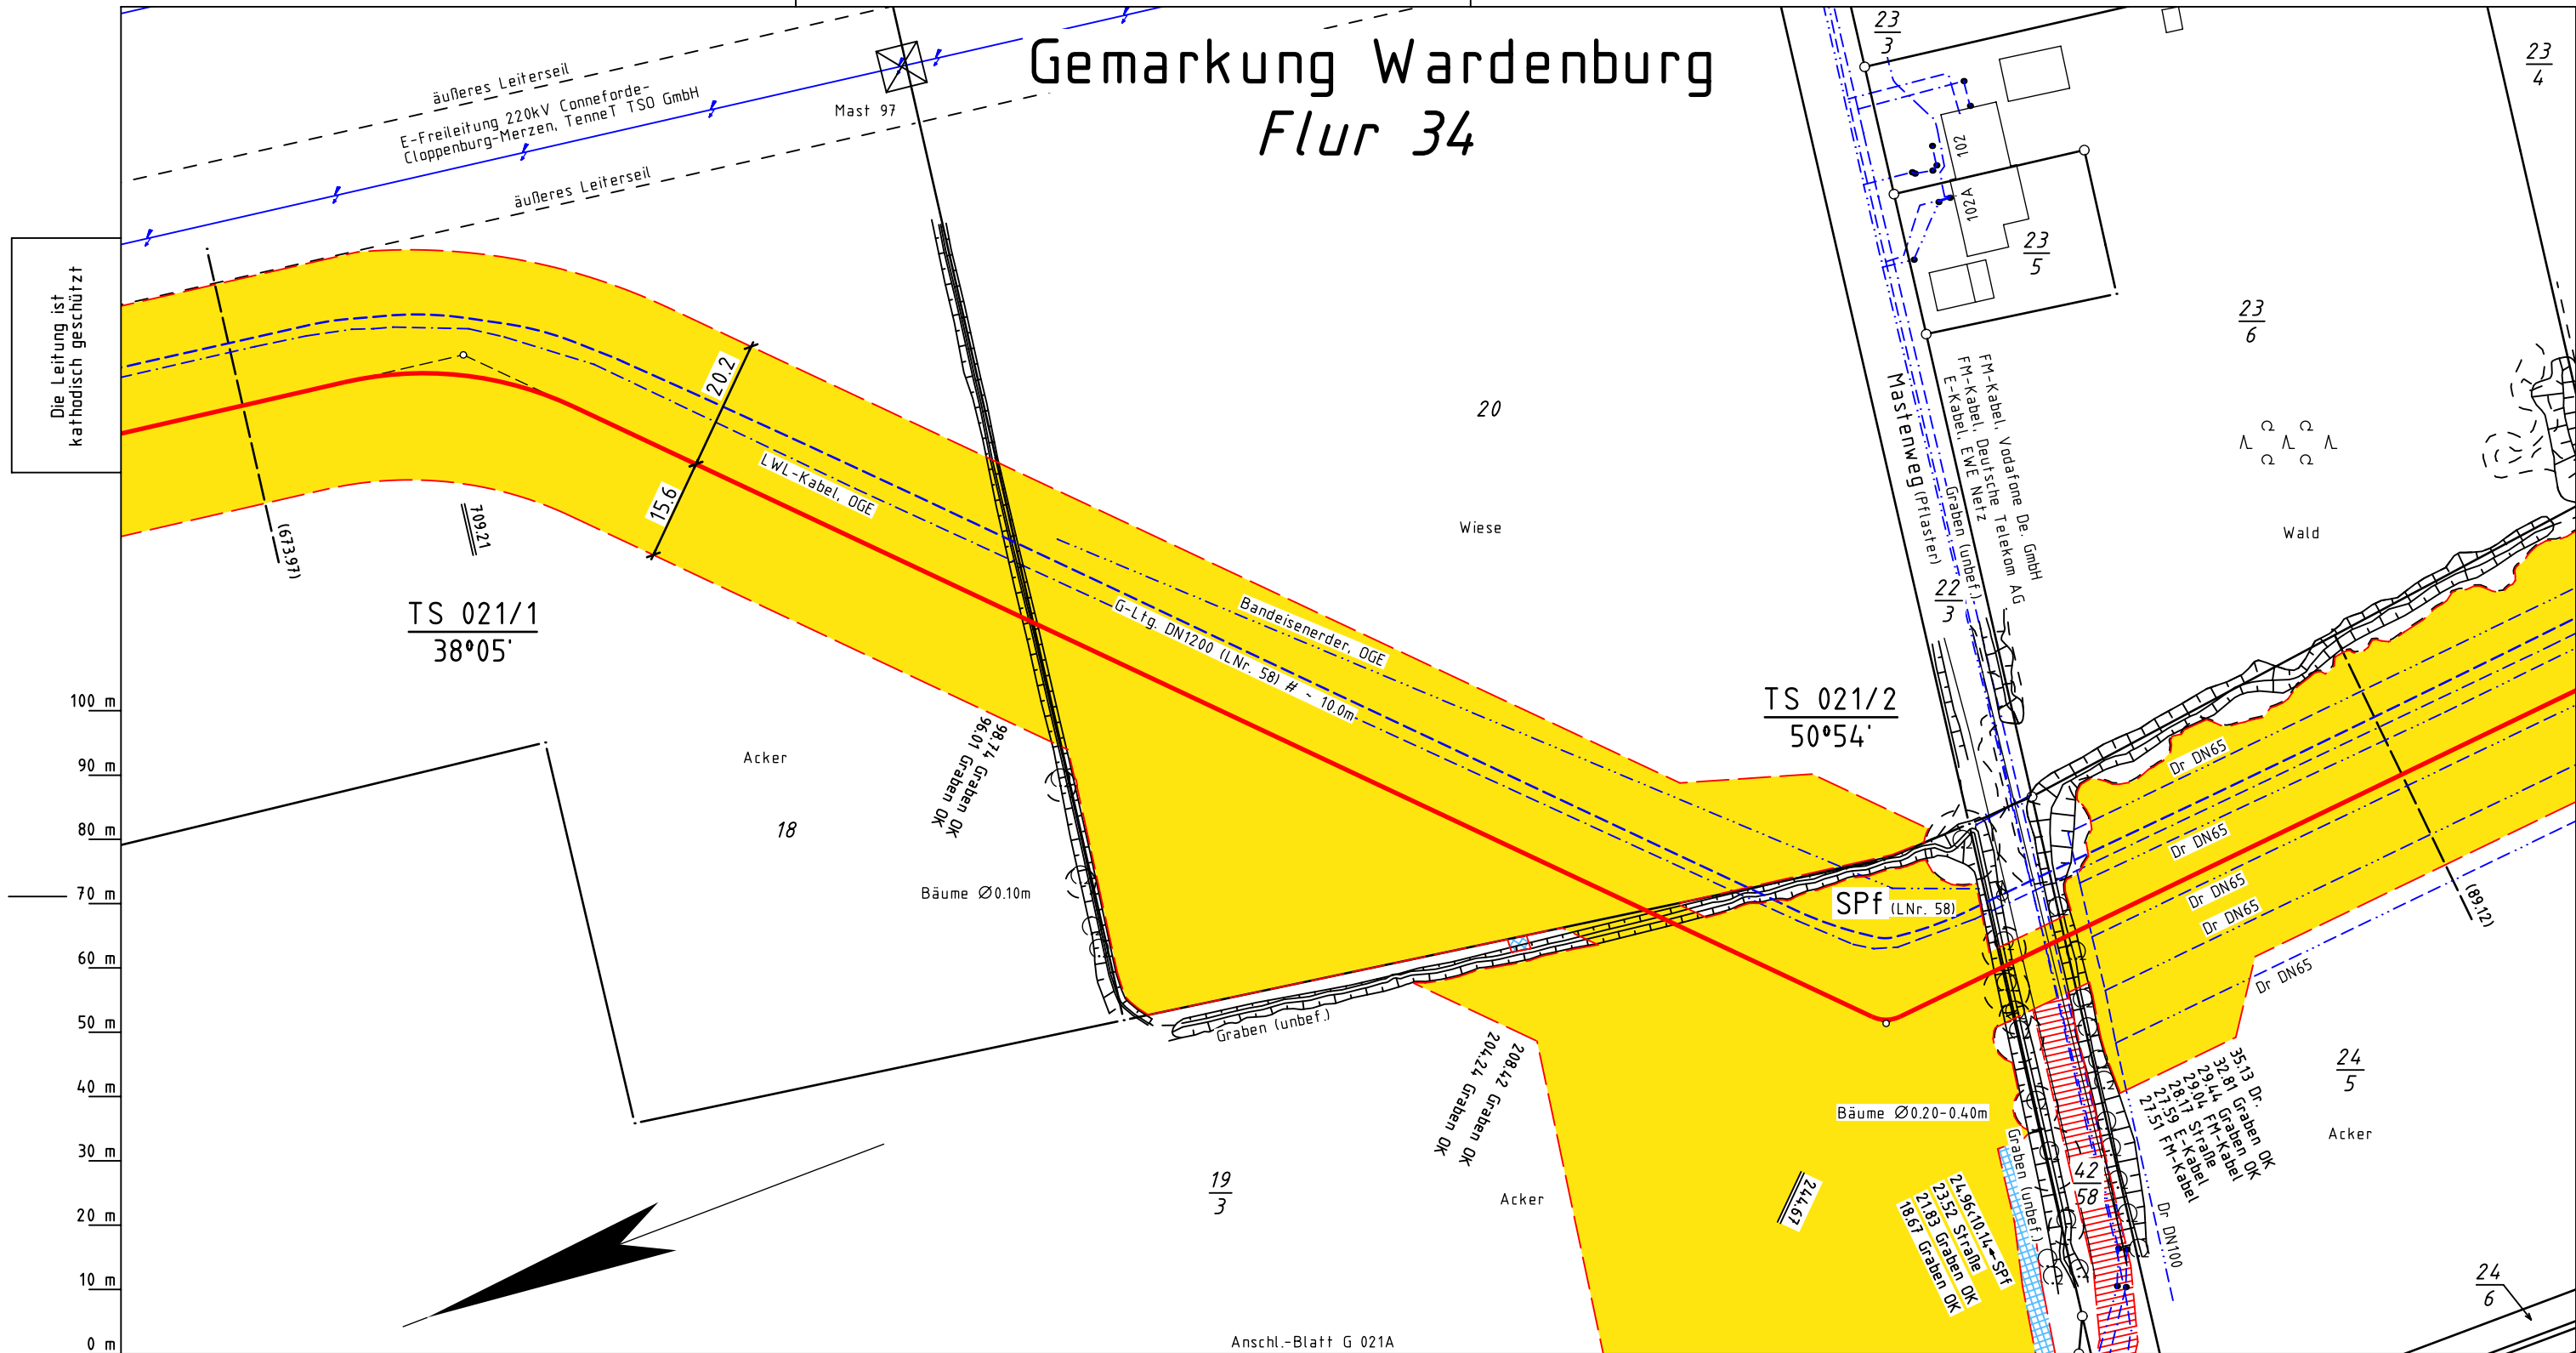 Gemarkung Wardenburg
Flur 34
äußeres Leiterseil
E-Freileitung 220kV Conneforde-
Cloppenburg-Merzen, TenneT TSO GmbH
äußeres Leiterseil
Mast 97
Die Leitung ist
kathodisch geschützt
23
3
23
4
102
102A
23
5
23
6
20
Wiese
Wald
20.2
15.6
LWL-Kabel, OGE
(673.97)
709.21
TS 021/1
38°05'
Bandeisenerder, OGE
G-Ltg. DN1200 (LNr. 58) # - 10.0m
Mastenweg (Pflaster)
Graben (unbef.)
E-Kabel, EWE Netz
FM-Kabel, Deutsche Telekom AG
FM-Kabel, Vodafone De. GmbH
22
3
TS 021/2
50°54'
98.74 Graben OK
96.01 Graben OK
Acker
18
Bäume Ø0.10m
100 m
90 m
80 m
70 m
60 m
50 m
40 m
30 m
20 m
10 m
0 m
Dr DN65
Dr DN65
Dr DN65
Dr DN65
Dr DN65
(89.12)
SPf (LNr. 58)
Graben (unbef.)
208.42 Graben OK
204.24 Graben OK
19
3
Acker
Bäume Ø0.20-0.40m
244.67
24.96<10.14 SPf
23.52 Straße
21.83 Graben OK
18.67 Graben OK
Graben (unbef.)
42
58
35.13 Dr.
32.81 Graben OK
29.44 Graben OK
29.04 FM-Kabel
28.17 Straße
27.59 E-Kabel
27.51 FM-Kabel
Dr DN100
24
5
Acker
24
6
Anschl.-Blatt G 021A